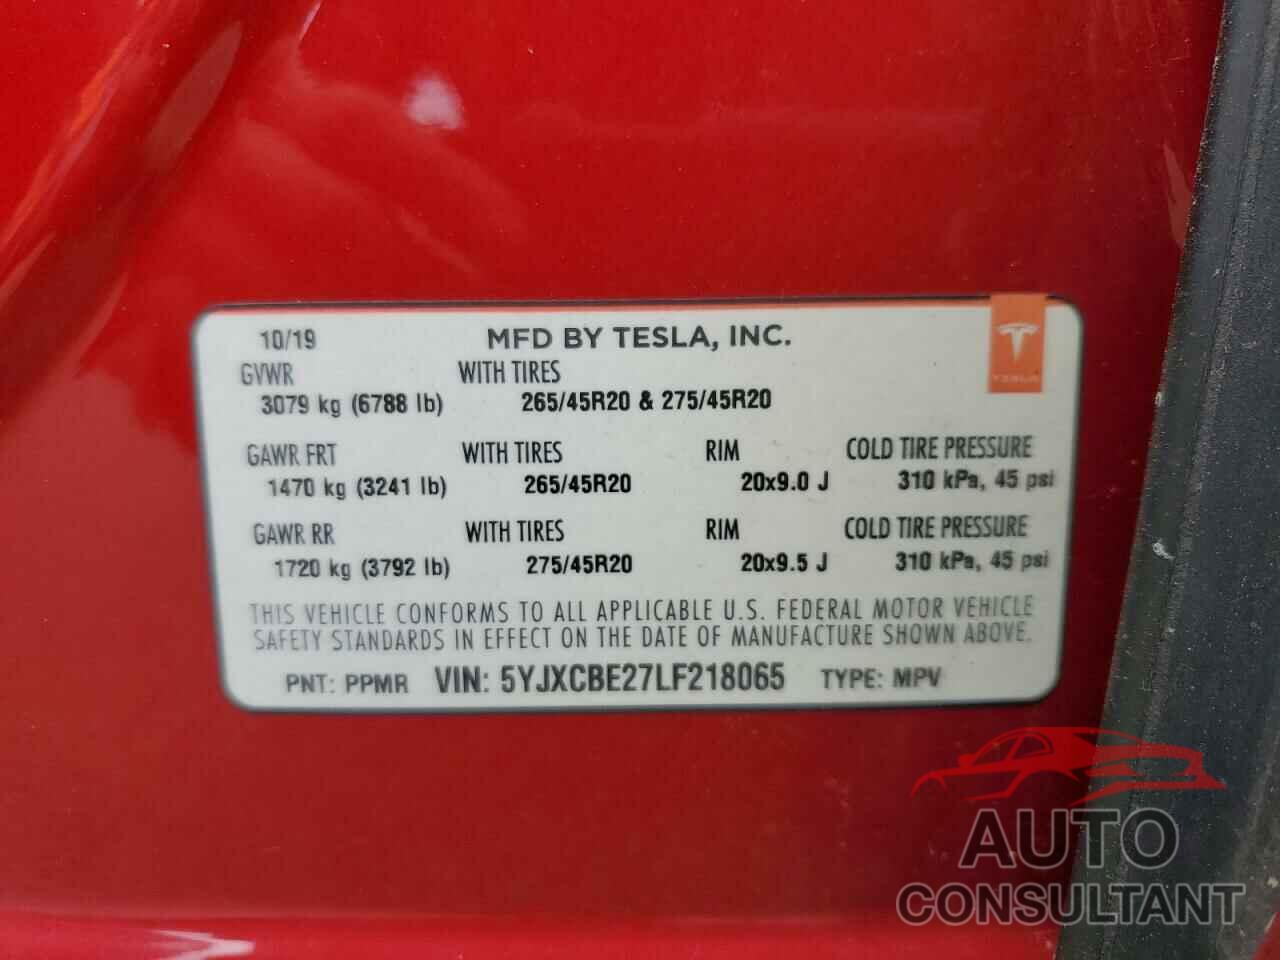 10/19 MFD BY TESLA, INC.
TESLA
GVWR WITH TIRES
3079 kg (6788 lb) 265/45R20 & 275/45R20
GAWR FRT WITH TIRES RIM COLD TIRE PRESSURE
1470 kg (3241 lb) 265/45R20 20x9.0 J 310 kPa, 45 psi
GAWR RR WITH TIRES RIM COLD TIRE PRESSURE
1720 kg (3792 lb) 275/45R20 20x9.5 J 310 kPa, 45 psi
THIS VEHICLE CONFORMS TO ALL APPLICABLE U.S. FEDERAL MOTOR VEHICLE
SAFETY STANDARDS IN EFFECT ON THE DATE OF MANUFACTURE SHOWN ABOVE.
PNT: PPMR VIN: 5YJXCBE27LF218065 TYPE: MPV
AUTO
CONSULTANT